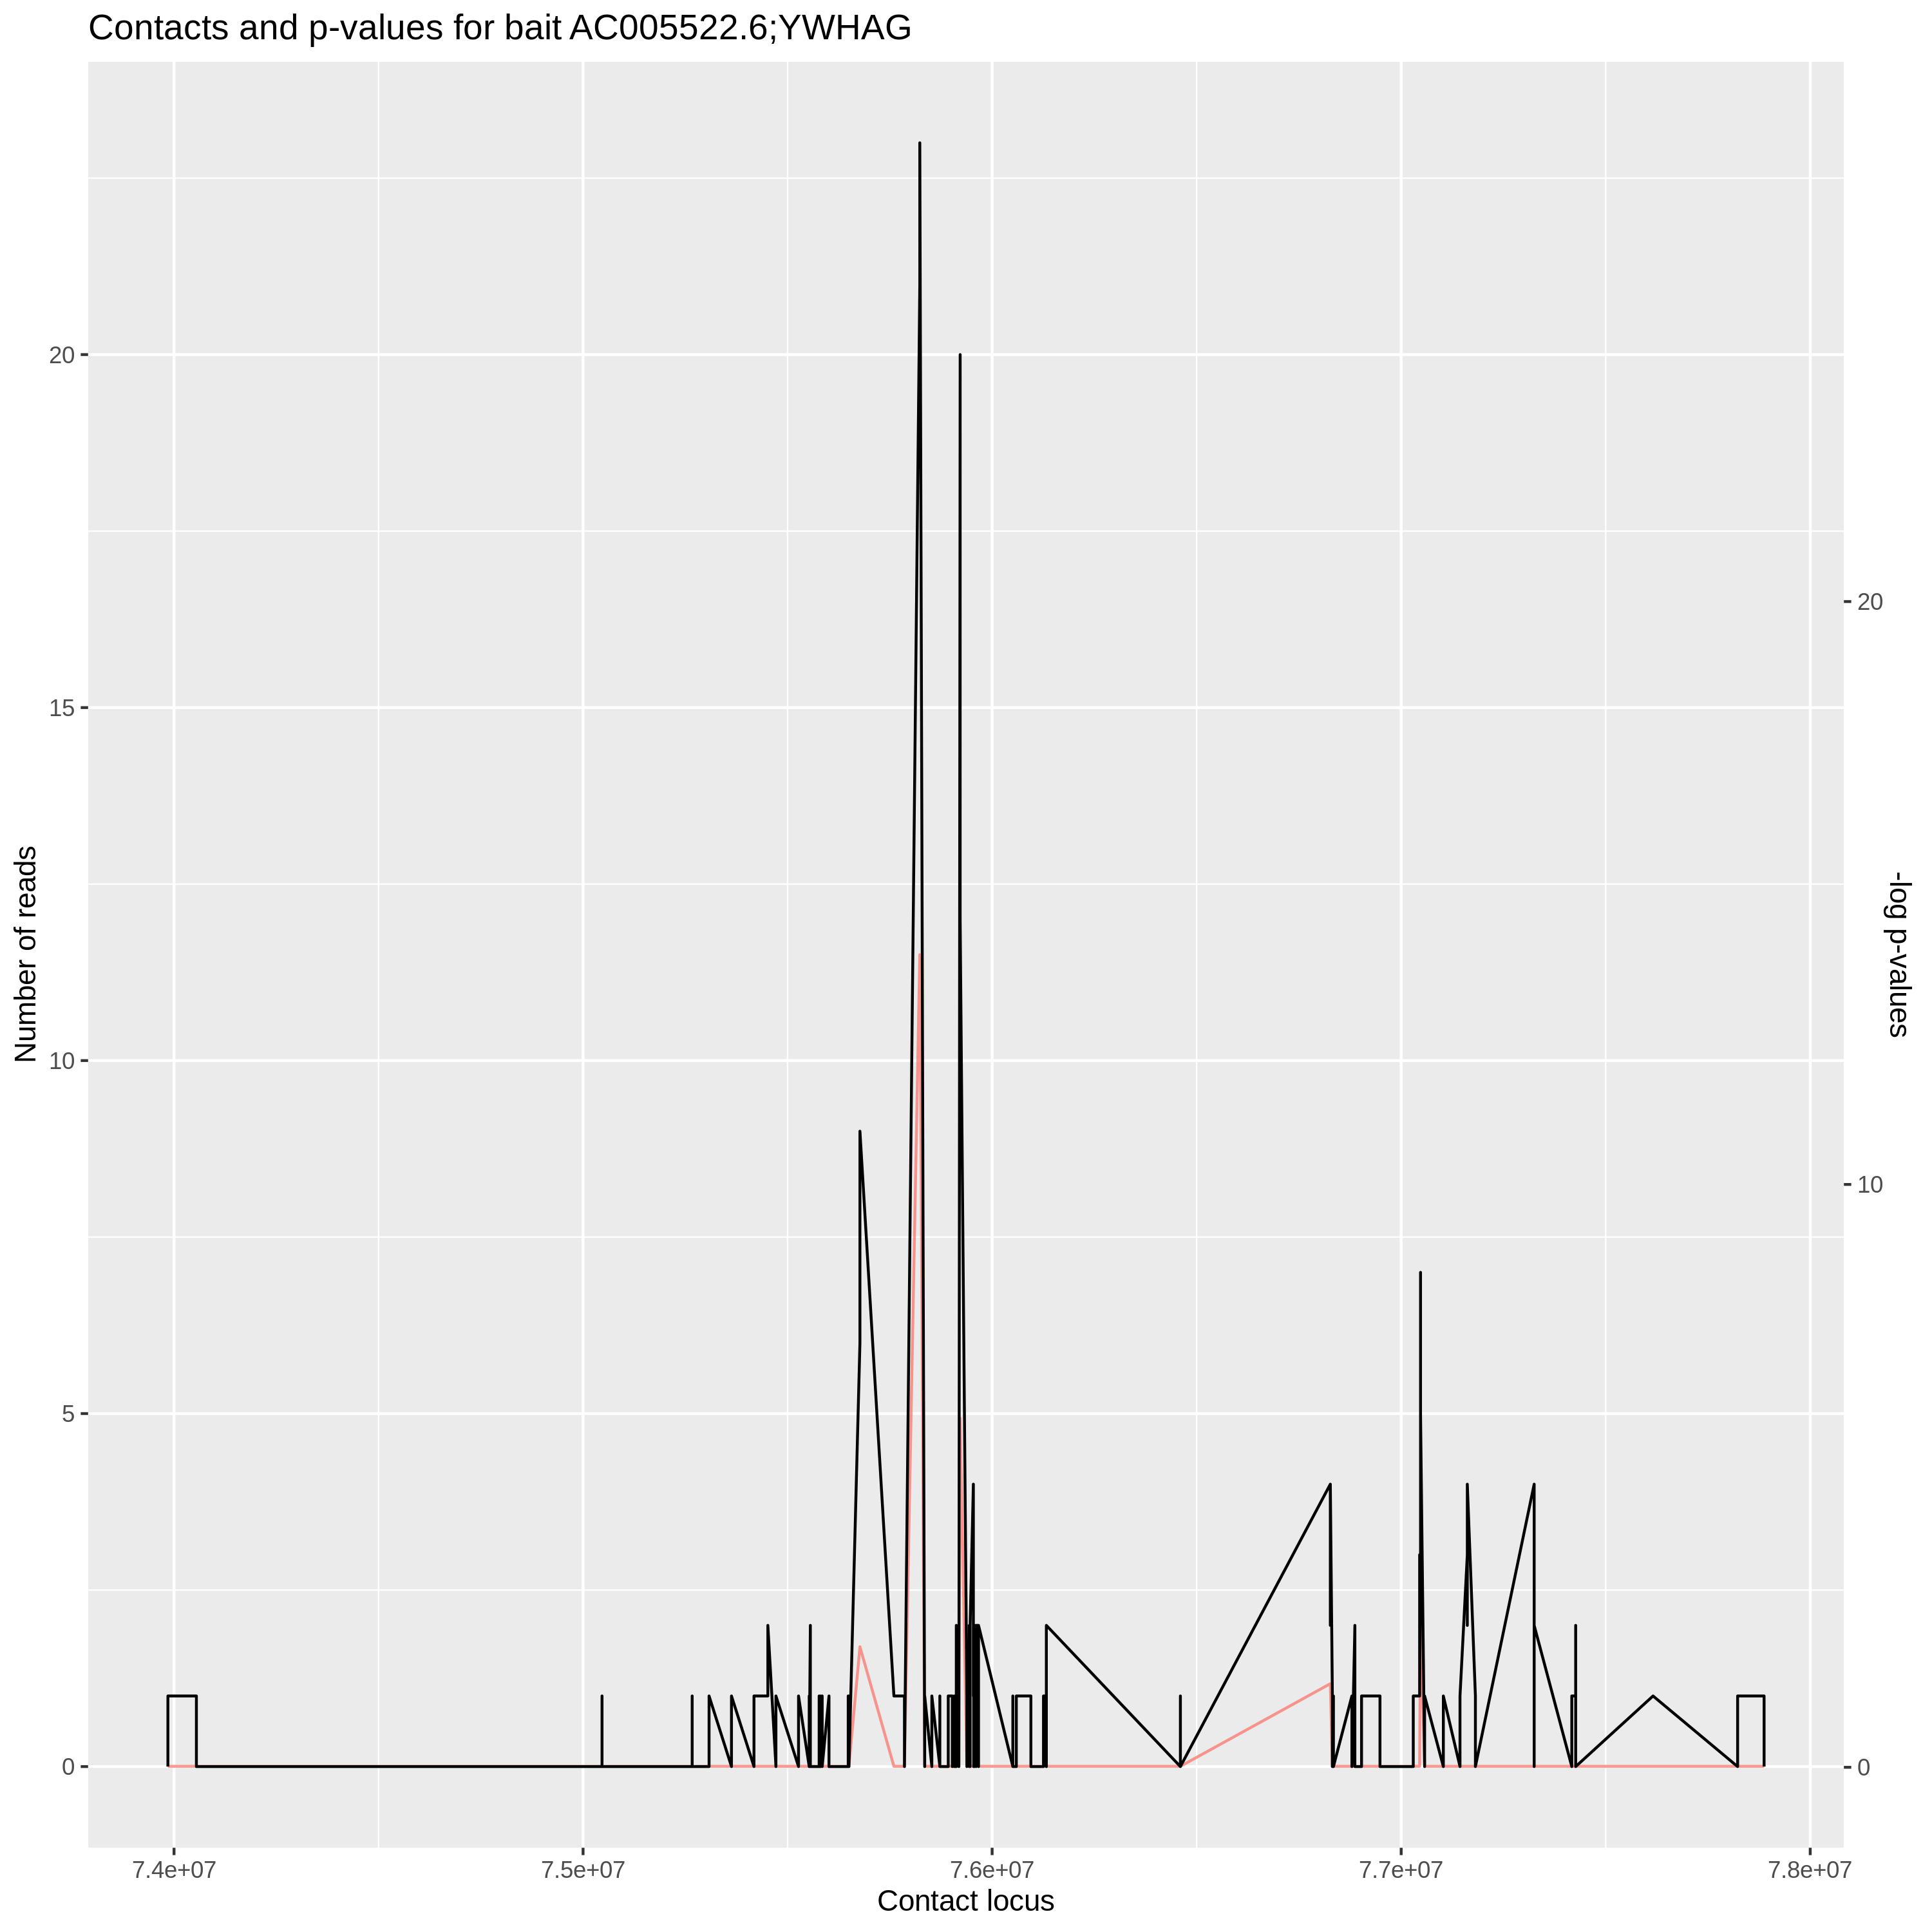 Contacts and p-values for bait AC005522.6;YWHAG
Number of reads
20
15
10
5
0
20
10
0
-log p-values
7.4e+07
7.5e+07
7.6e+07
7.7e+07
7.8e+07
Contact locus